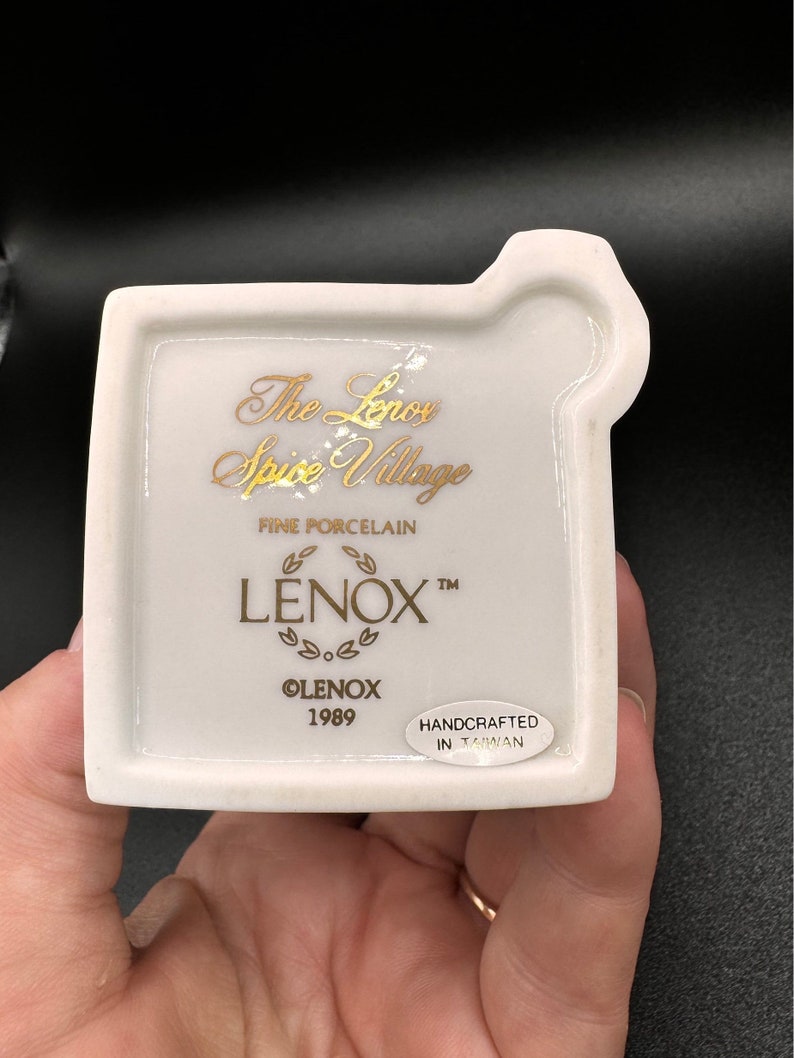 The Lenox
Spice Village
FINE PORCELAIN
LENOX™
©LENOX
1989
HANDCRAFTED
IN TAIWAN